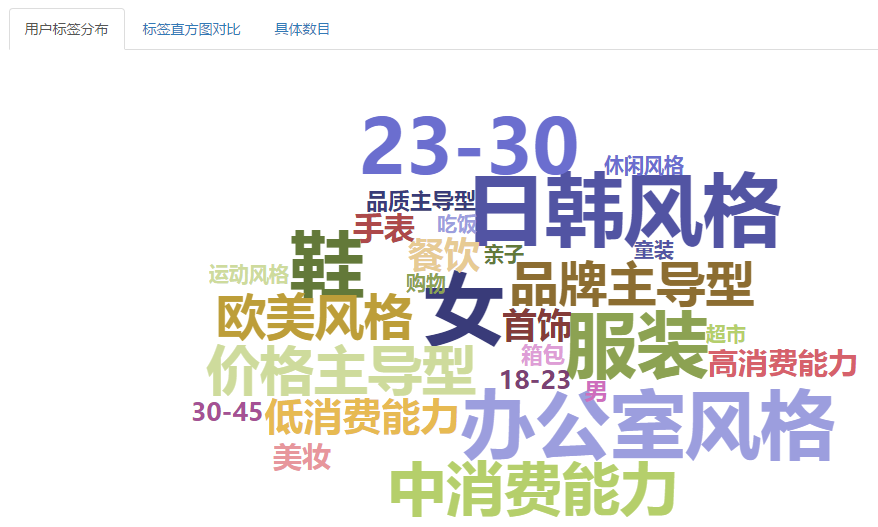 用户标签分布
标签直方图对比
具体数目
23-30
休闲风格
日韩风格
品质主导型
手表
吃饭
餐饮
亲子
童装
鞋
运动风格
购物
品牌主导型
女
欧美风格
首饰
服装
超市
箱包
高消费能力
价格主导型
18-23
男
30-45
低消费能力
办公室风格
美妆
中消费能力